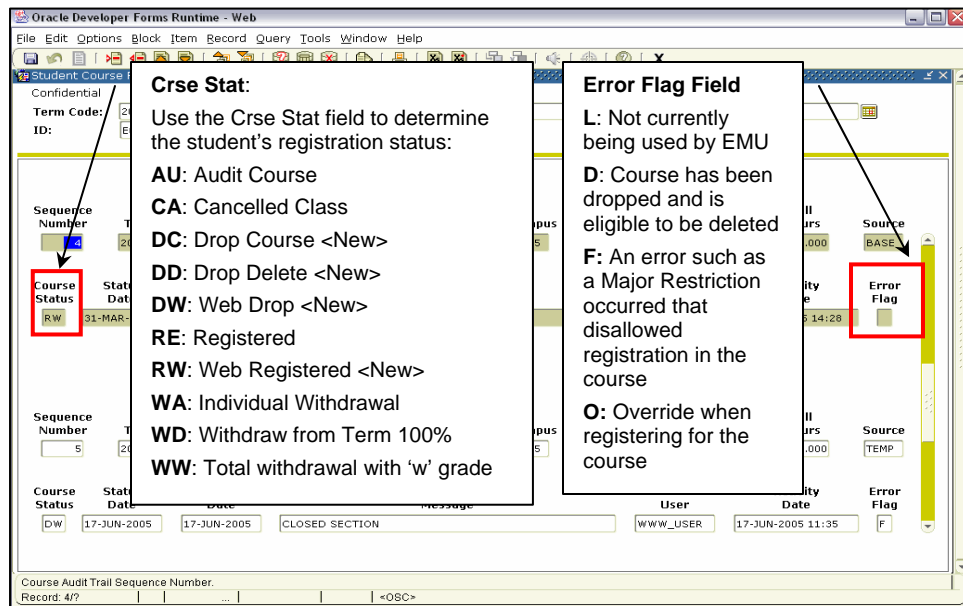 Oracle Developer Forms Runtime - Web
File Edit Options Block Item Record Query Tools Window Help
Student Course
Confidential
Term Code:
ID:
Crse Stat:
Use the Crse Stat field to determine
the student's registration status:
AU: Audit Course
CA: Cancelled Class
DC: Drop Course <New>
DD: Drop Delete <New>
DW: Web Drop <New>
RE: Registered
RW: Web Registered <New>
WA: Individual Withdrawal
WD: Withdraw from Term 100%
WW: Total withdrawal with ‘w’ grade
Error Flag Field
L: Not currently
being used by EMU
D: Course has been
dropped and is
eligible to be deleted
F: An error such as
a Major Restriction
occurred that
disallowed
registration in the
course
O: Override when
registering for the
course
Sequence
Number Source
4 BASE
Course Error
Status Flag
RW 31-MAR- 14:28
Sequence
Number Source
5 .000 TEMP
Course Error
Status Date Date Message User Date Flag
DW 17-JUN-2005 17-JUN-2005 CLOSED SECTION WWW_USER 17-JUN-2005 11:35 F
Course Audit Trail Sequence Number.
Record: 4/? ... <OSC>